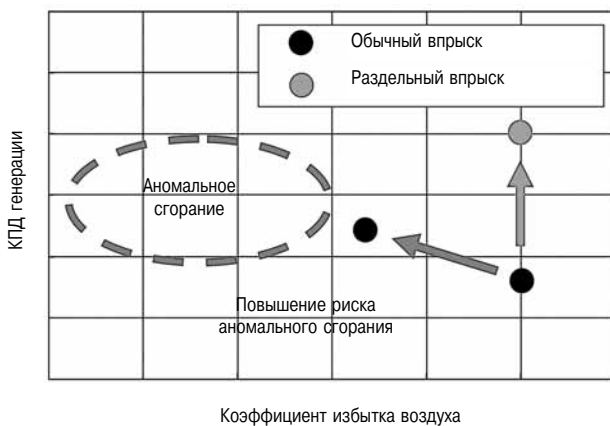 Обычный впрыск
Раздельный впрыск
КПД генерации
Аномальное
сгорание
Повышение риска
аномального сгорания
Коэффициент избытка воздуха